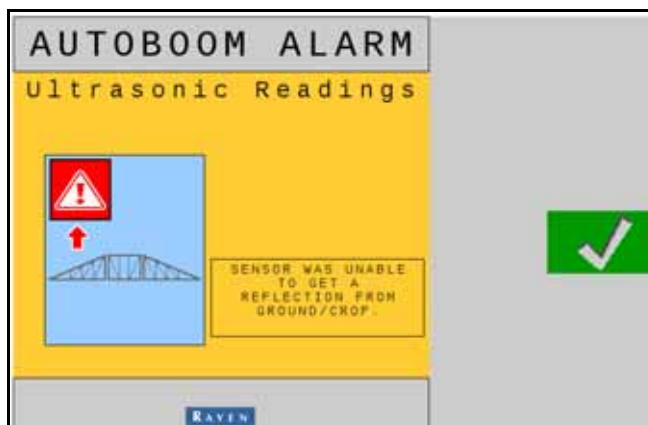 AUTOBOOM ALARM
Ultrasonic Readings
SENSOR WAS UNABLE
TO GET A
REFLECTION FROM
GROUND/CROP.
RAVEN